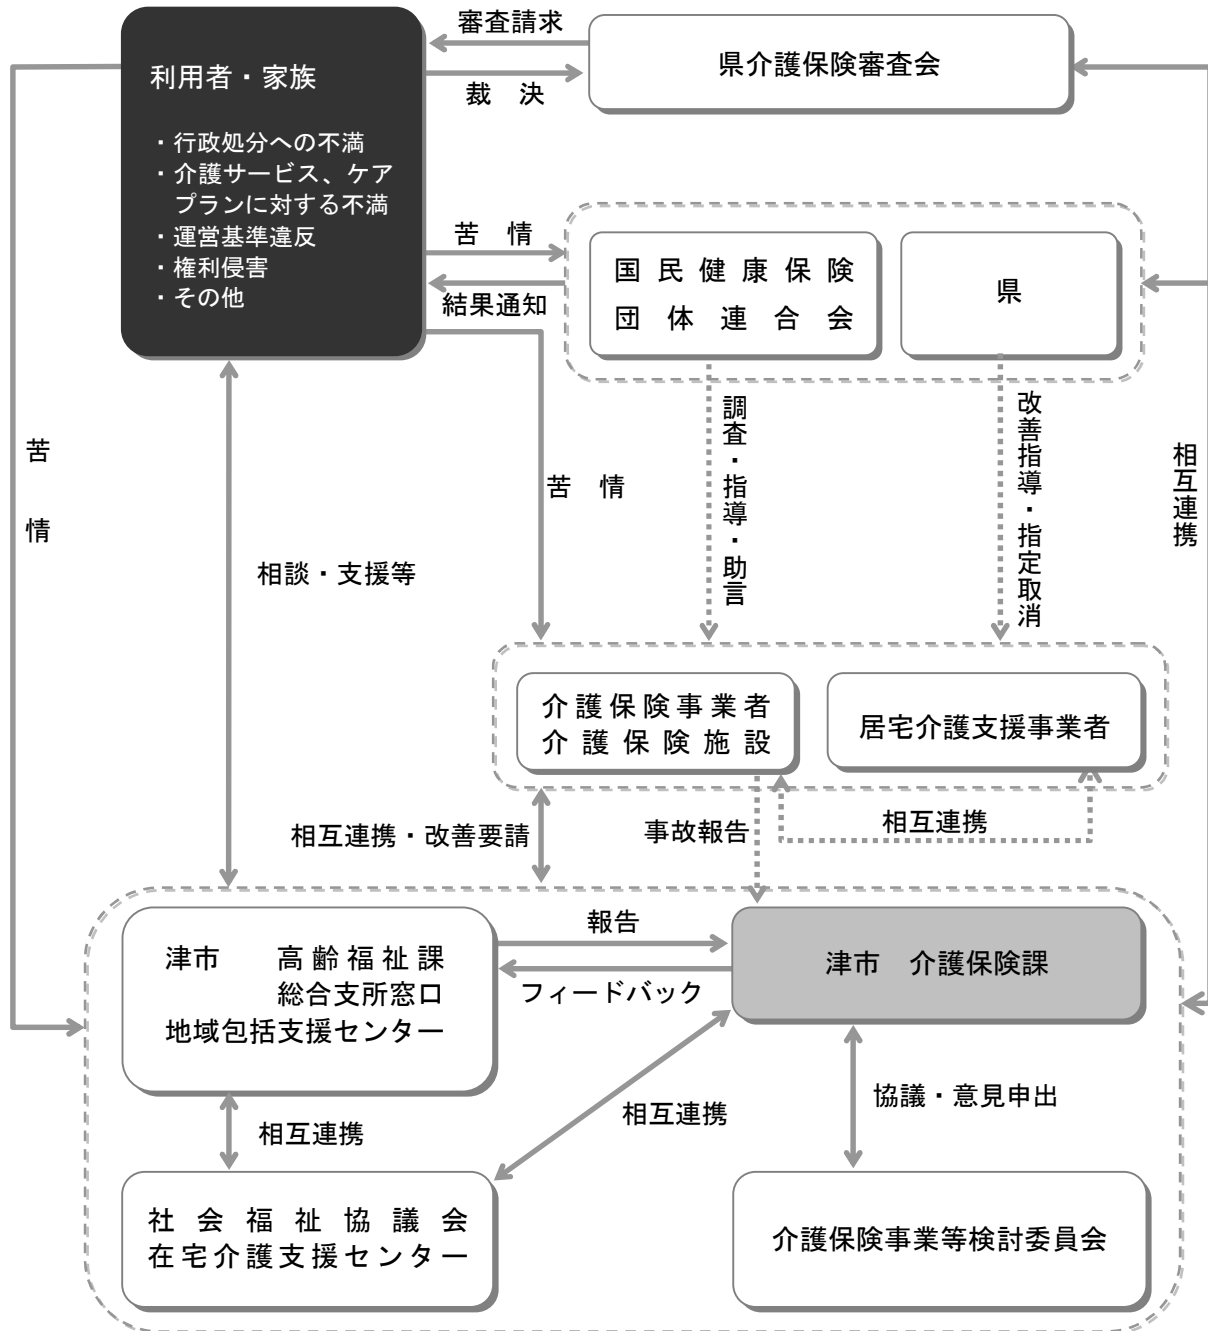 審査請求
県介護保険審査会
裁　決
利用者・家族
・行政処分への不満
・介護サービス、ケア
プランに対する不満
・運営基準違反
・権利侵害
・その他
苦　情
結果通知
国民健康保険
団体連合会
県
苦　情
苦　情
相談・支援等
調査・指導・助言
改善指導・指定取消
相互連携
介護保険事業者
介護保険施設
居宅介護支援事業者
相互連携・改善要請
事故報告
相互連携
津市　高齢福祉課
総合支所窓口
地域包括支援センター
報告
フィードバック
津市　介護保険課
相互連携
相互連携
協議・意見申出
社会福祉協議会
在宅介護支援センター
介護保険事業等検討委員会